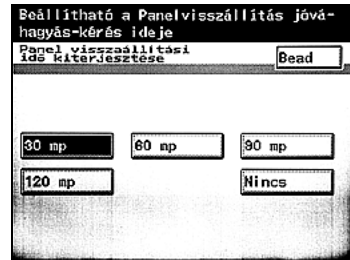 Beállítható a Panelvisszállítás jóvá-
hagyás-kérés ideje
Panel visszaállítási
idő kiterjesztése
Bead
30 mp
60 mp
90 mp
120 mp
Nincs